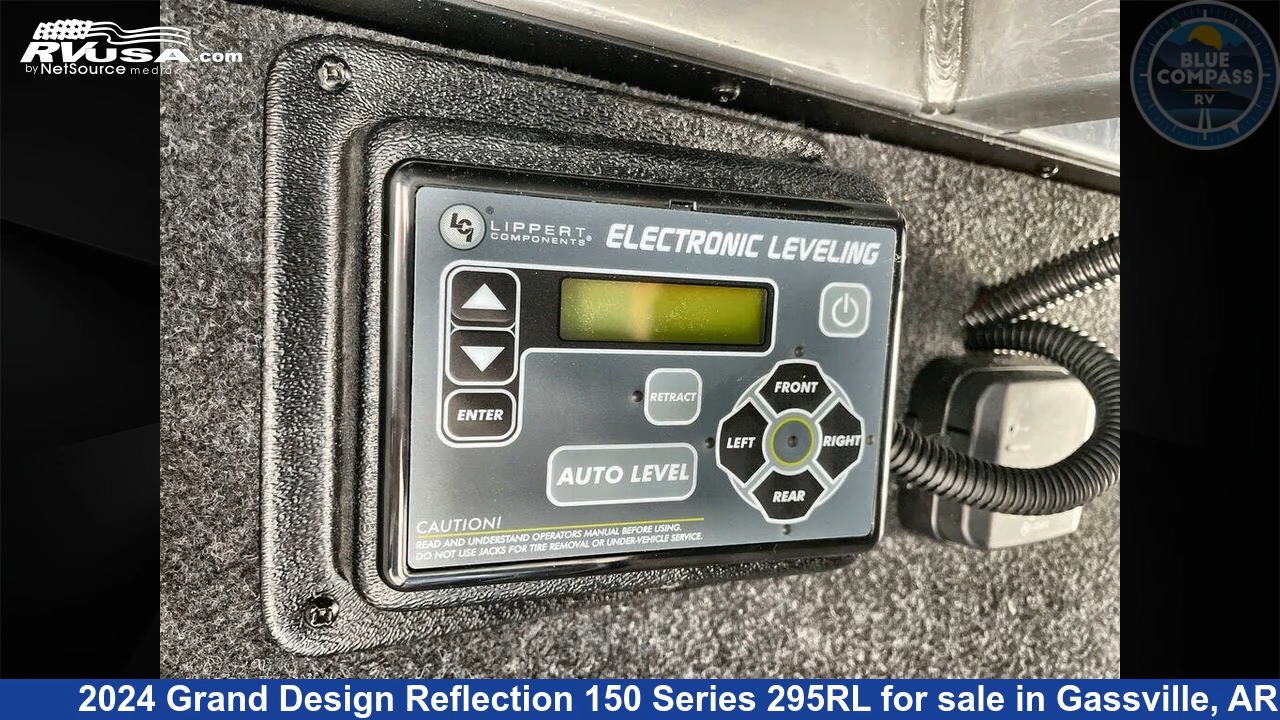 RVUSA.com
by NetSource media
BLUE
COMPASS
RV
LCI
LIPPERT
COMPONENTS®
ELECTRONIC LEVELING
ENTER
RETRACT
AUTO LEVEL
FRONT
LEFT
RIGHT
REAR
CAUTION!
READ AND UNDERSTAND OPERATORS MANUAL BEFORE USING.
DO NOT USE JACKS FOR TIRE REMOVAL OR UNDER-VEHICLE SERVICE.
2024 Grand Design Reflection 150 Series 295RL for sale in Gassville, AR